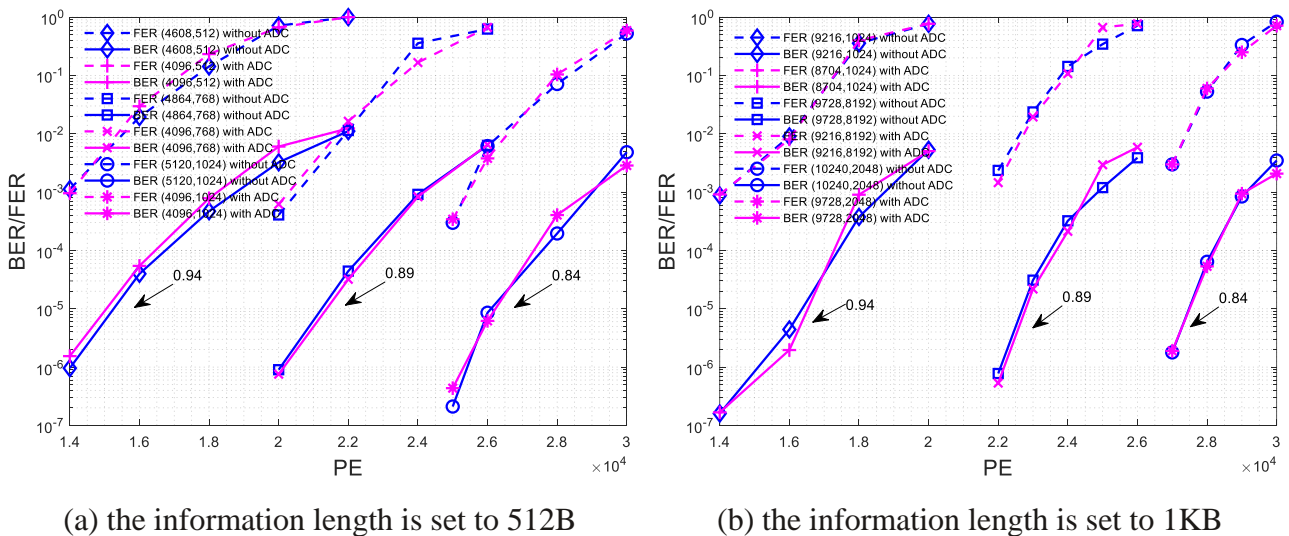 10^0
10^-1
10^-2
10^-3
10^-4
10^-5
10^-6
10^-7
BER/FER
FER (4608,512) without ADC
BER (4608,512) without ADC
FER (4096,512) with ADC
BER (4096,512) with ADC
FER (4864,768) without ADC
BER (4864,768) without ADC
FER (4096,768) with ADC
BER (4096,768) with ADC
FER (5120,1024) without ADC
BER (5120,1024) without ADC
FER (4096,1024) with ADC
BER (4096,1024) with ADC
0.94
0.89
0.84
1.4 1.6 1.8 2 2.2 2.4 2.6 2.8 3
PE
×10^4
(a) the information length is set to 512B
10^0
10^-1
10^-2
10^-3
10^-4
10^-5
10^-6
10^-7
BER/FER
FER (9216,1024) without ADC
BER (9216,1024) without ADC
FER (8704,1024) with ADC
BER (8704,1024) with ADC
FER (9728,8192) without ADC
BER (9728,8192) without ADC
FER (9216,8192) with ADC
BER (9216,8192) with ADC
FER (10240,2048) without ADC
BER (10240,2048) without ADC
FER (9728,2048) with ADC
BER (9728,2048) with ADC
0.94
0.89
0.84
1.4 1.6 1.8 2 2.2 2.4 2.6 2.8 3
PE
×10^4
(b) the information length is set to 1KB